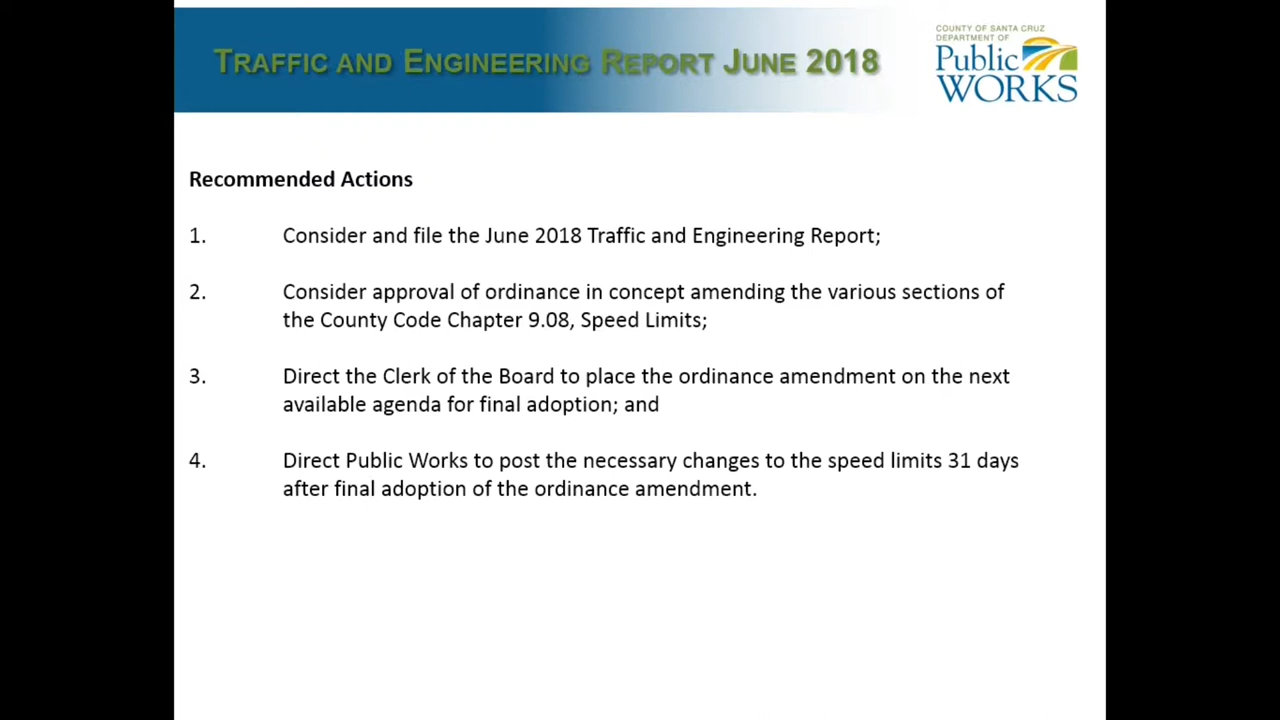 TRAFFIC AND ENGINEERING REPORT JUNE 2018
COUNTY OF SANTA CRUZ
DEPARTMENT OF
Public
WORKS
Recommended Actions
1. Consider and file the June 2018 Traffic and Engineering Report;
2. Consider approval of ordinance in concept amending the various sections of
the County Code Chapter 9.08, Speed Limits;
3. Direct the Clerk of the Board to place the ordinance amendment on the next
available agenda for final adoption; and
4. Direct Public Works to post the necessary changes to the speed limits 31 days
after final adoption of the ordinance amendment.